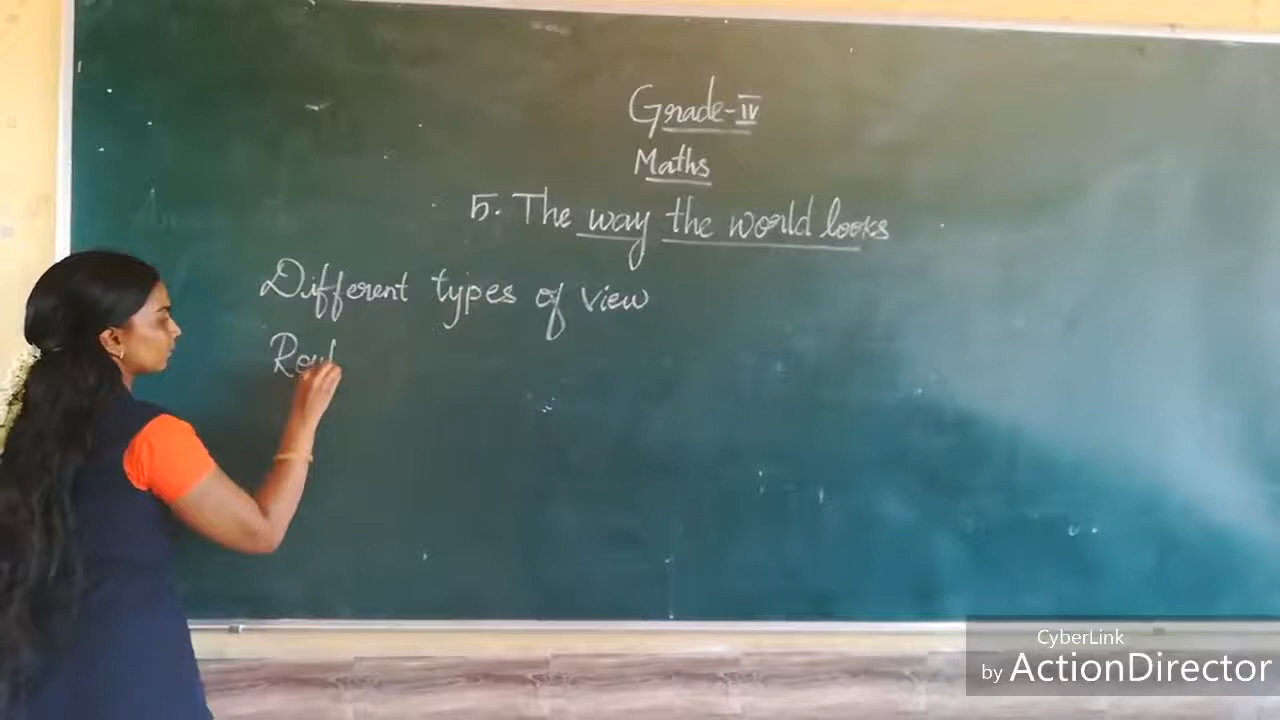 Grade-IV
Maths
5. The way the world looks
Different types of view
CyberLink
by ActionDirector